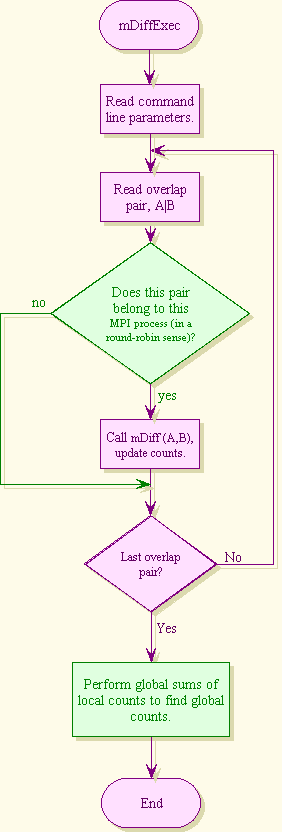 mDiffExec
Read command
line parameters.
Read overlap
pair, A|B
no
Does this pair
belong to this
MPI process (in a
round-robin sense)?
yes
Call mDiff(A,B),
update counts.
Last overlap
pair?
No
Yes
Perform global sums of
local counts to find global
counts.
End